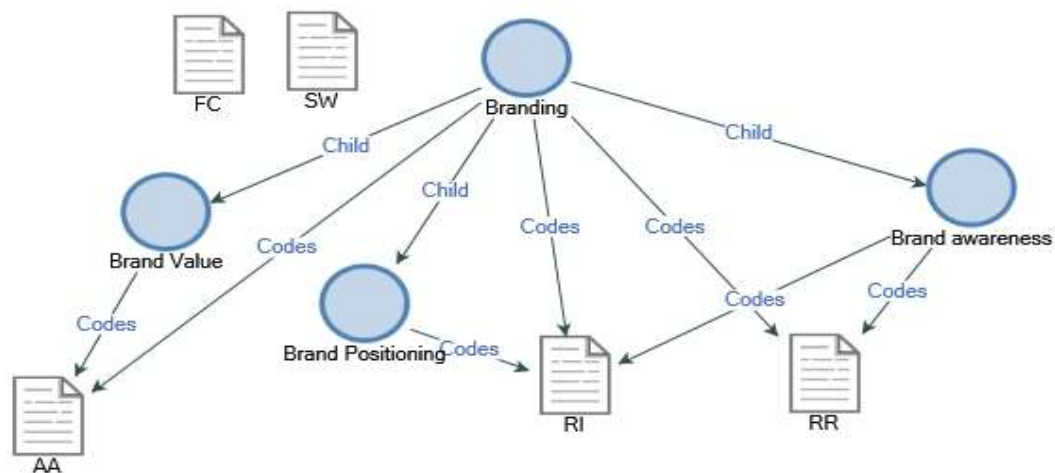 FC
SW
Branding
Child
Child
Child
Brand Value
Codes
Codes
Codes
Brand awareness
Codes
Brand Positioning
Codes
Codes
Codes
AA
RI
RR